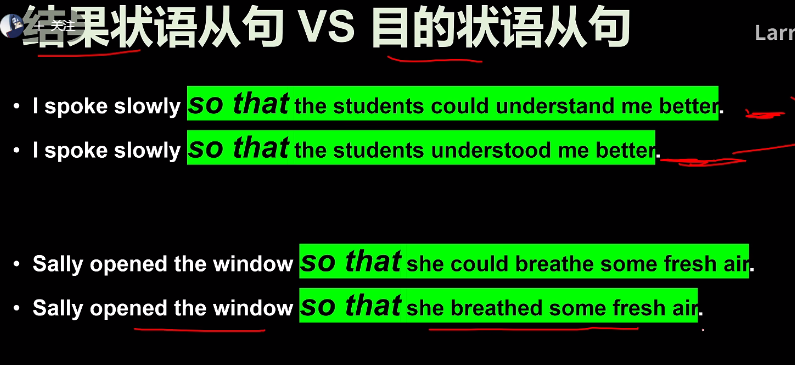 结果状语从句 VS 目的状语从句
+ 关注
Larr
• I spoke slowly so that the students could understand me better.
• I spoke slowly so that the students understood me better.
• Sally opened the window so that she could breathe some fresh air.
• Sally opened the window so that she breathed some fresh air.